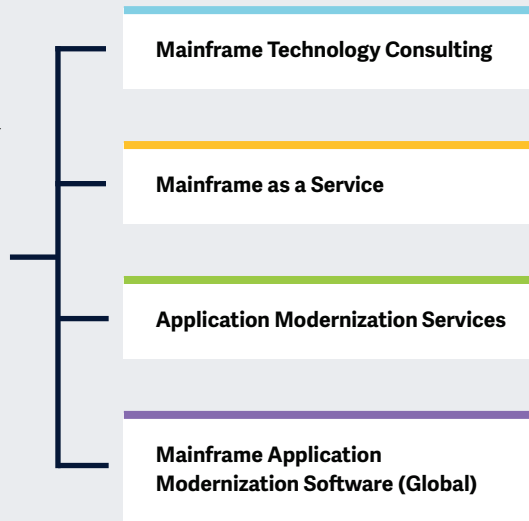 Mainframe Technology Consulting
Mainframe as a Service
Application Modernization Services
Mainframe Application
Modernization Software (Global)